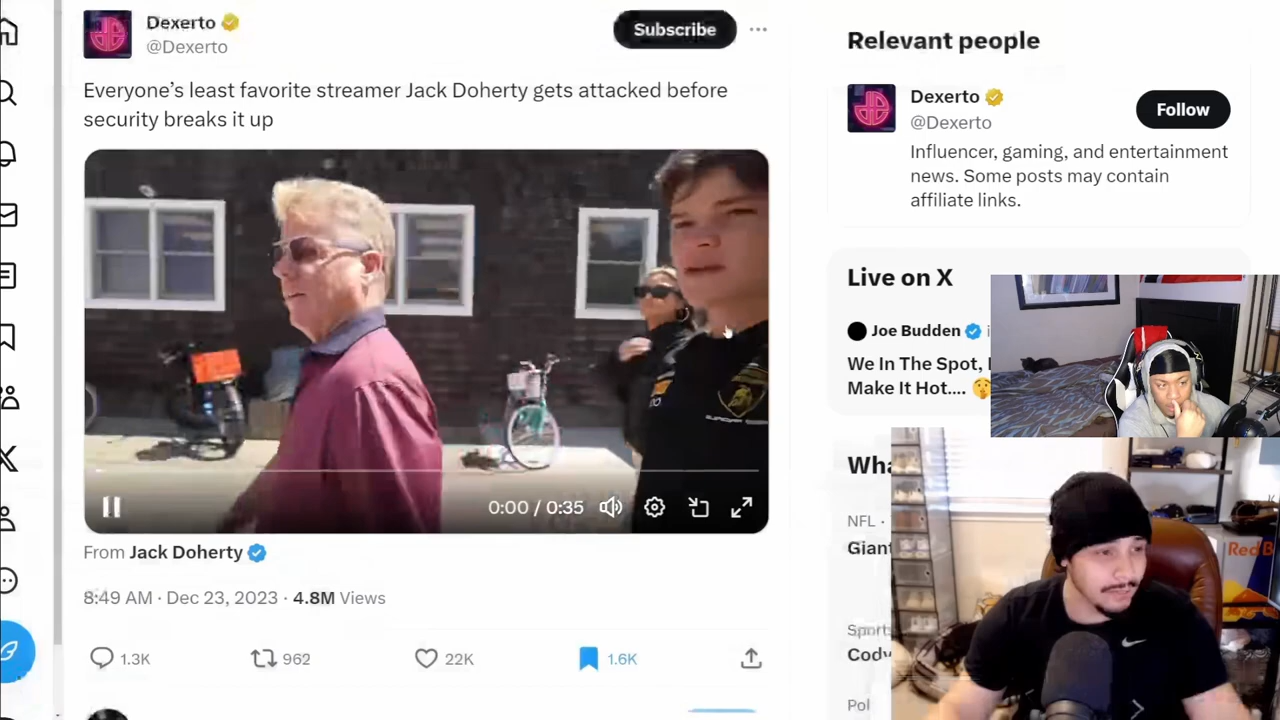 Dexerto
@Dexerto
Subscribe
Everyone’s least favorite streamer Jack Doherty gets attacked before
security breaks it up
0:00 / 0:35
From Jack Doherty
8:49 AM · Dec 23, 2023 · 4.8M Views
1.3K
962
22K
1.6K
Relevant people
Dexerto
@Dexerto
Follow
Influencer, gaming, and entertainment
news. Some posts may contain
affiliate links.
Live on X
Joe Budden
We In The Spot,
Make It Hot....
NFL ·
Giant
Sports
Cody
Red B